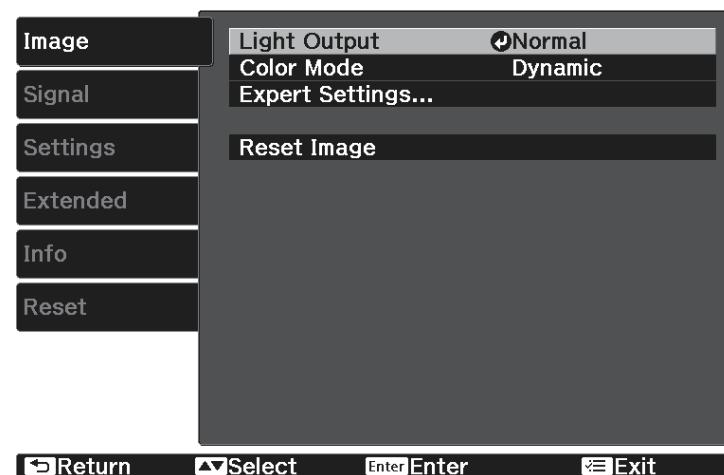 Image
Signal
Settings
Extended
Info
Reset
Light Output Normal
Color Mode Dynamic
Expert Settings...
Reset Image
Return Select Enter Enter Exit